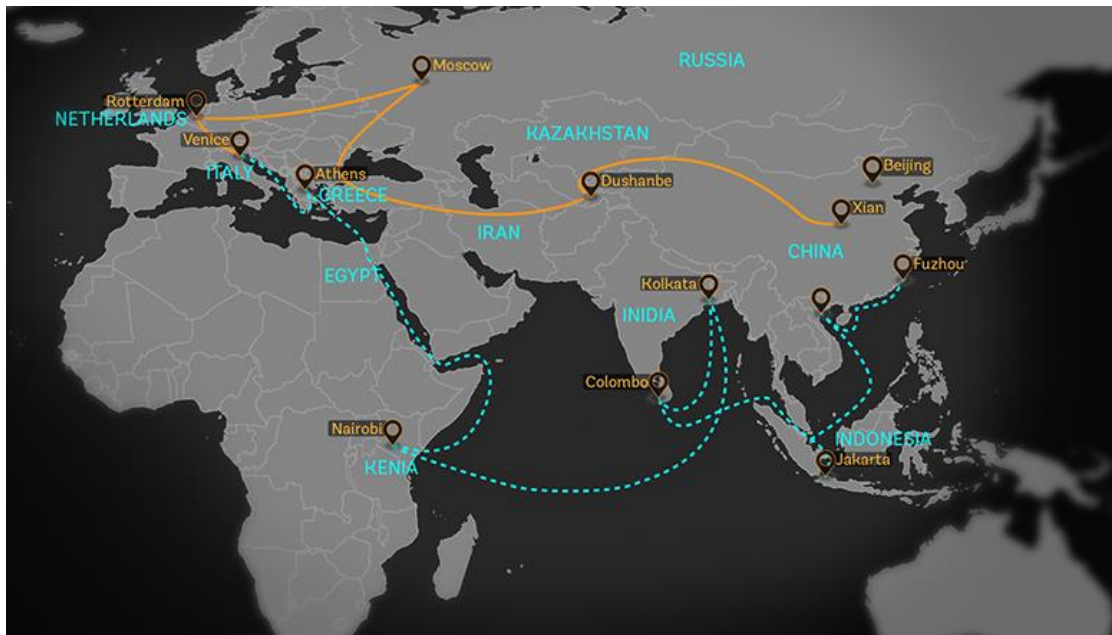 Moscow
RUSSIA
Rotterdam
NETHERLANDS
Venice
ITALY
Athens
GREECE
KAZAKHSTAN
Dushanbe
Beijing
Xian
IRAN
CHINA
EGYPT
Fuzhou
Kolkata
INIDIA
Colombo
Nairobi
KENIA
INDONESIA
Jakarta